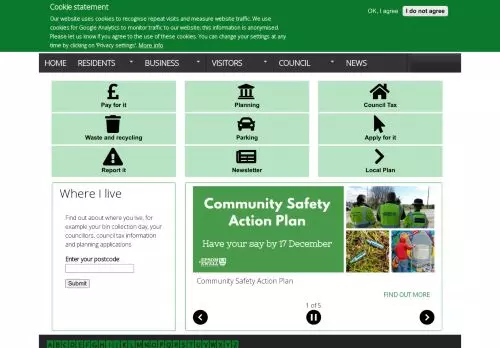 Cookie statement
Our website uses cookies to recognise repeat visits and measure website traffic. We use
cookies for Google Analytics to monitor traffic to our website; this information is anonymised.
Please let us know if you agree to the use of these cookies. You can change your settings at
any time by clicking on 'Privacy settings'. More info
OK, I agree
I do not agree
HOME RESIDENTS BUSINESS VISITORS COUNCIL NEWS
Pay for it
Planning
Council Tax
Waste and recycling
Parking
Apply for it
Report it
Newsletter
Local Plan
Where I live
Find out about where you live, for
example your bin collection day, your
councillors, council tax information
and planning applications.
Enter your postcode:
Submit
Community Safety
Action Plan
Have your say by 17 December
EPSOM
EWELL
Community Safety Action Plan
FIND OUT MORE
1 of 5
A B C D E F G H I J K L M N O P Q R S T U V W X Y Z